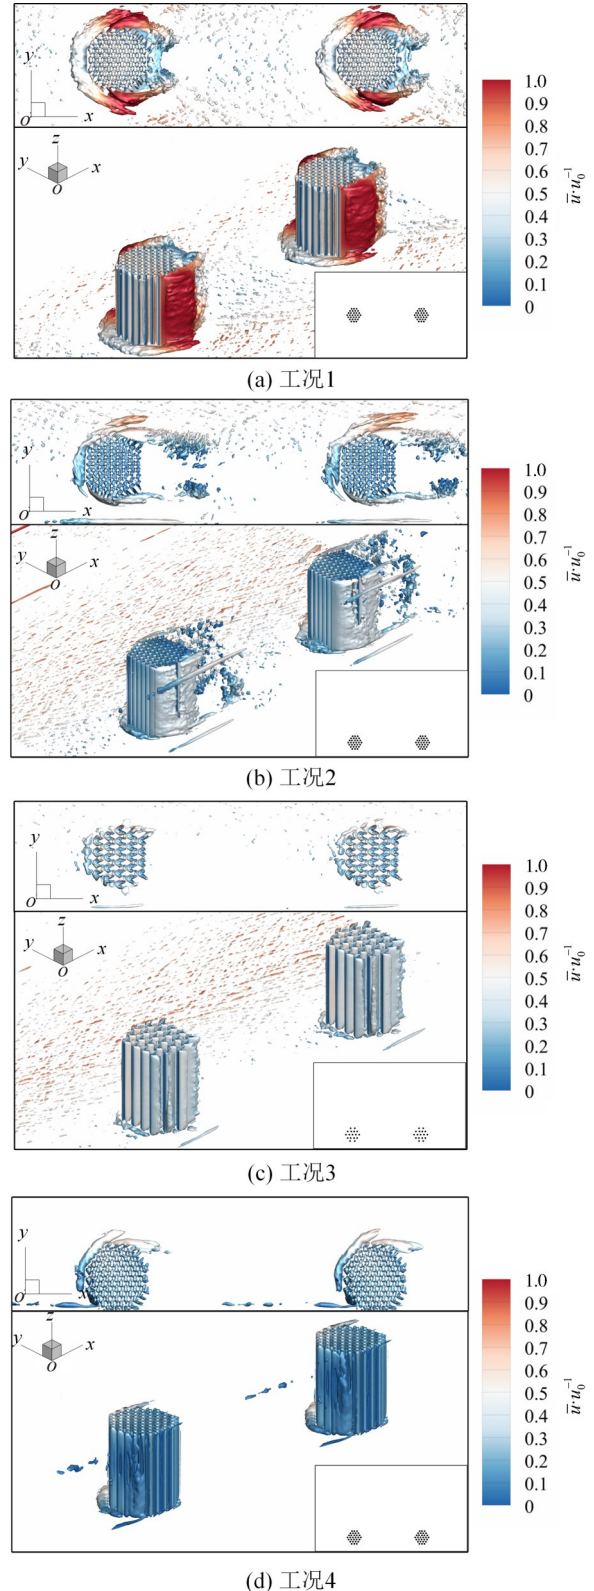 y
o
x
z
y
x
o
1.0
0.9
0.8
0.7
0.6
0.5
0.4
0.3
0.2
0.1
0
u̅·u₀⁻¹
(a) 工况1
y
o
x
z
y
x
o
1.0
0.9
0.8
0.7
0.6
0.5
0.4
0.3
0.2
0.1
0
u̅·u₀⁻¹
(b) 工况2
y
o
x
z
y
x
o
1.0
0.9
0.8
0.7
0.6
0.5
0.4
0.3
0.2
0.1
0
u̅·u₀⁻¹
(c) 工况3
y
o
x
z
y
x
o
1.0
0.9
0.8
0.7
0.6
0.5
0.4
0.3
0.2
0.1
0
u̅·u₀⁻¹
(d) 工况4